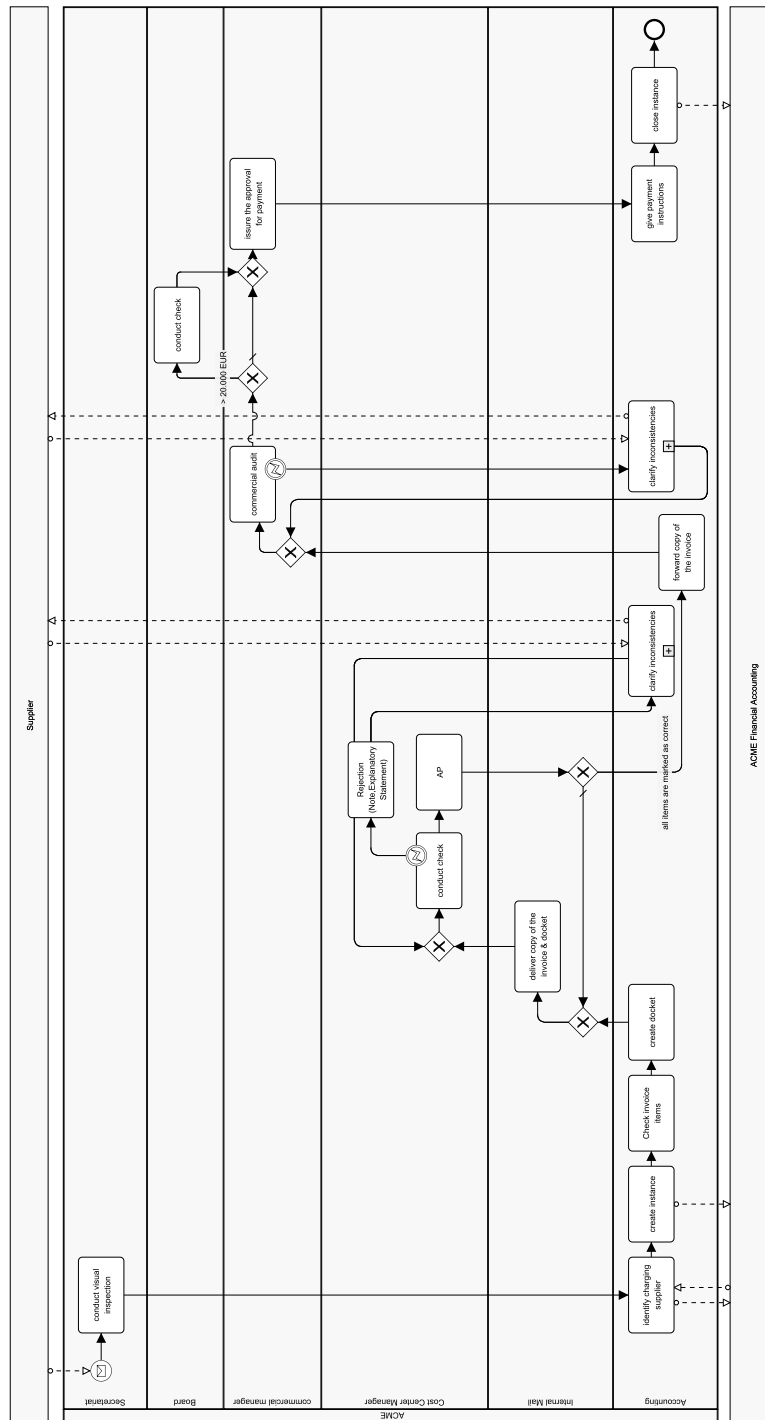 Supplier
ACME
Secretariat
Board
commercial manager
Cost Center Manager
Internal Mail
Accounting
conduct visual
inspection
identify charging
supplier
create instance
Check invoice
items
create docket
deliver copy of the
invoice & docket
conduct check
Rejection
(Note,Explanatory
Statement)
AP
all items are marked as correct
clarify inconsistencies
forward copy of
the invoice
commercial audit
clarify inconsistencies
> 20.000 EUR
conduct check
issure the approval
for payment
give payment
instructions
close instance
ACME Financial Accounting